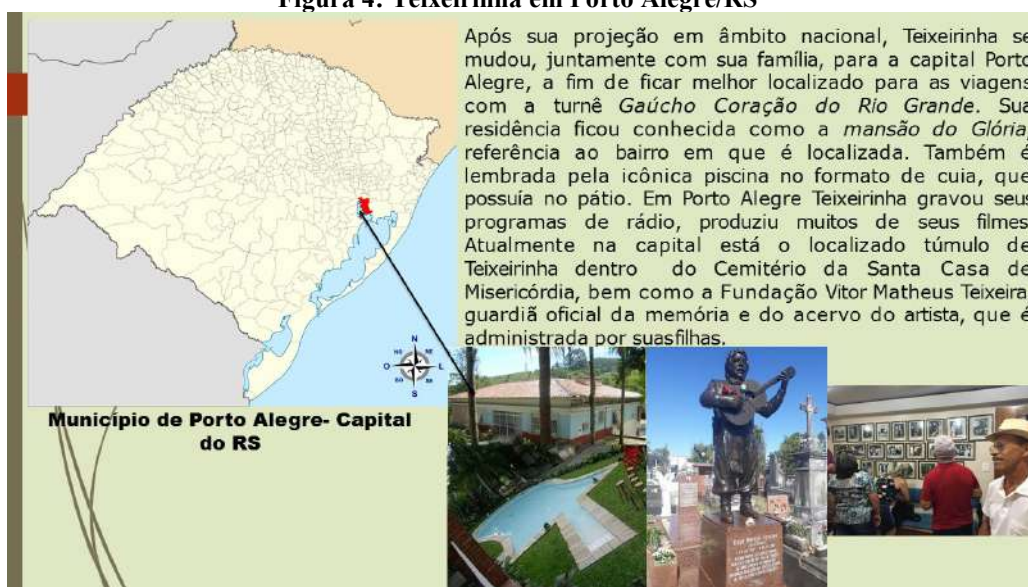 Figura 4: Teixeirinha em Porto Alegre/RS
Após sua projeção em âmbito nacional, Teixeirinha se
mudou, juntamente com sua família, para a capital Porto
Alegre, a fim de ficar melhor localizado para as viagens
com a turnê Gaúcho Coração do Rio Grande. Sua
residência ficou conhecida como a mansão do Glória,
referência ao bairro em que é localizada. Também é
lembrada pela icônica piscina no formato de cuia, que
possuía no pátio. Em Porto Alegre Teixeirinha gravou seus
programas de rádio, produziu muitos de seus filmes.
Atualmente na capital está o localizado túmulo de
Teixeirinha dentro do Cemitério da Santa Casa de
Misericórdia, bem como a Fundação Vitor Matheus Teixeira,
guardiã oficial da memória e do acervo do artista, que é
administrada por suasfilhas.
N
NO NE
O L
SO SE
S
Município de Porto Alegre- Capital
do RS